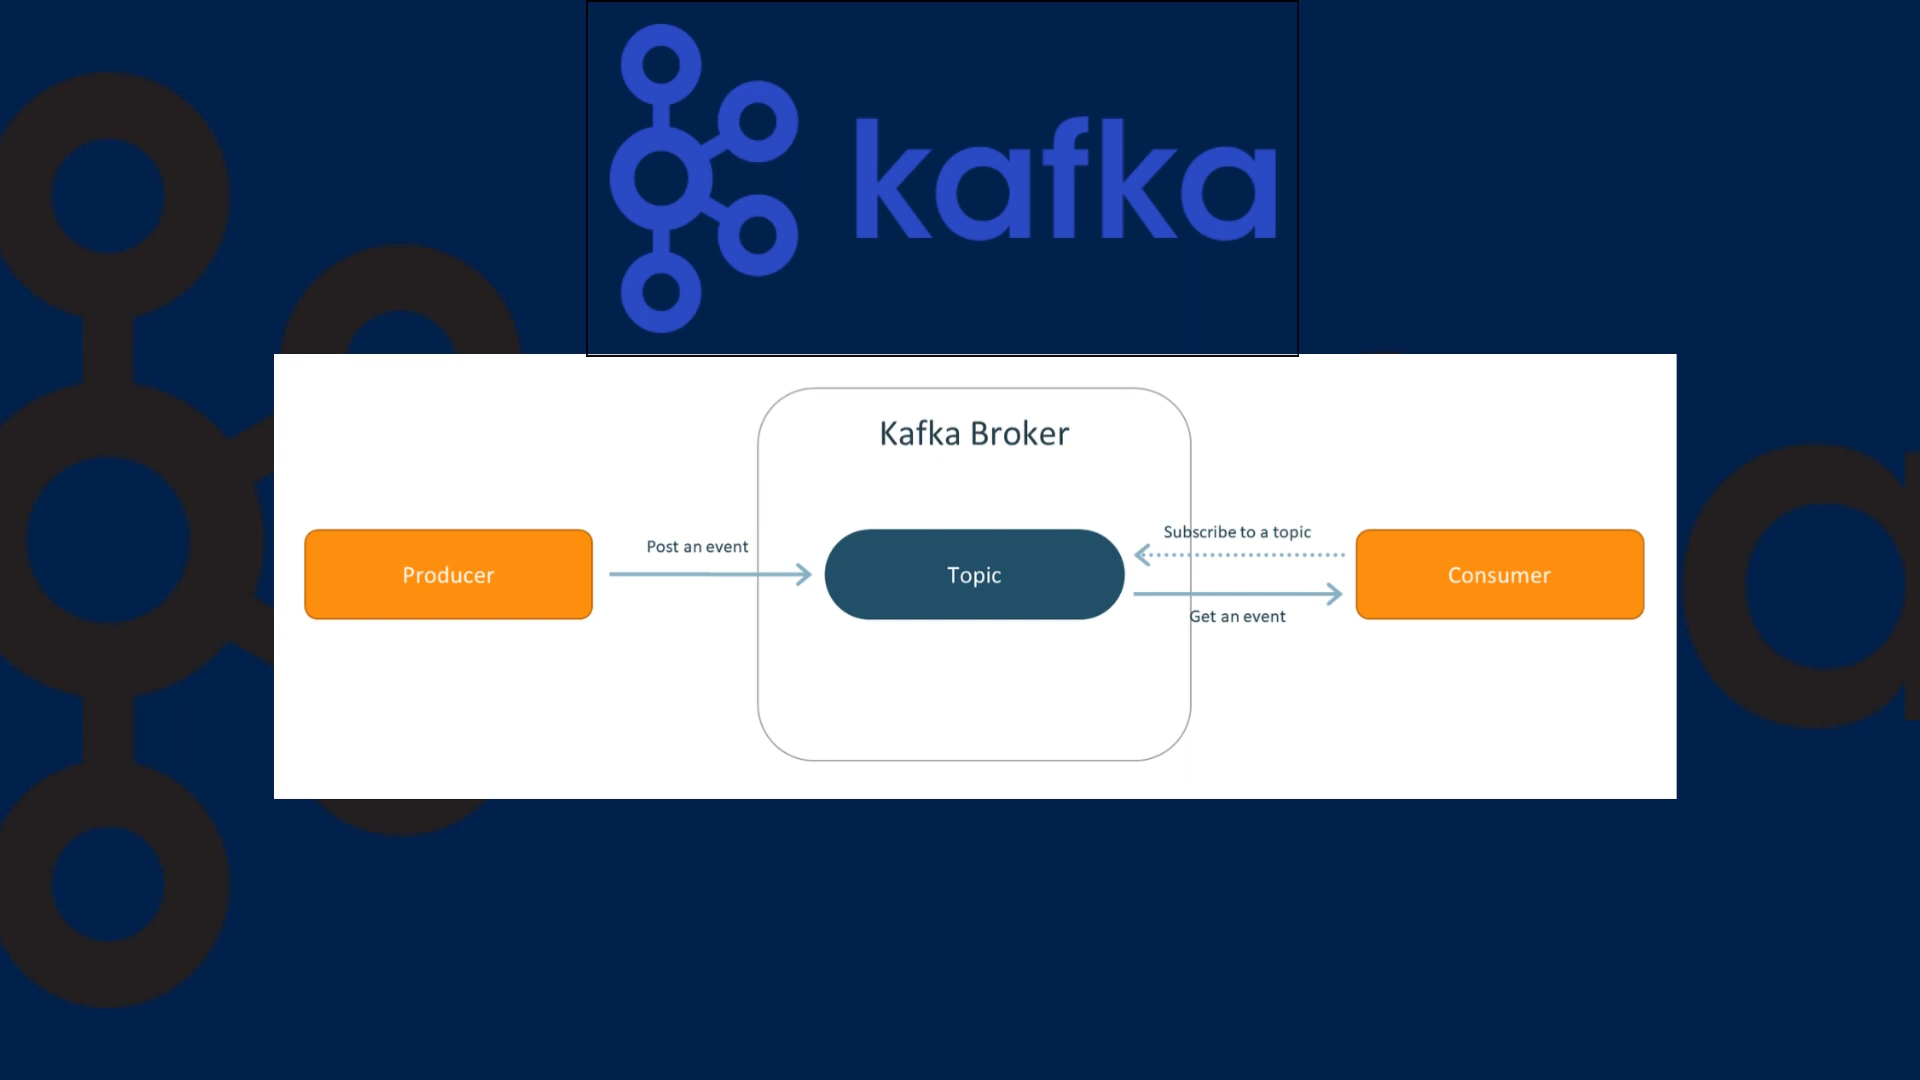 kafka
Kafka Broker
Producer
Post an event
Topic
Subscribe to a topic
Get an event
Consumer
a